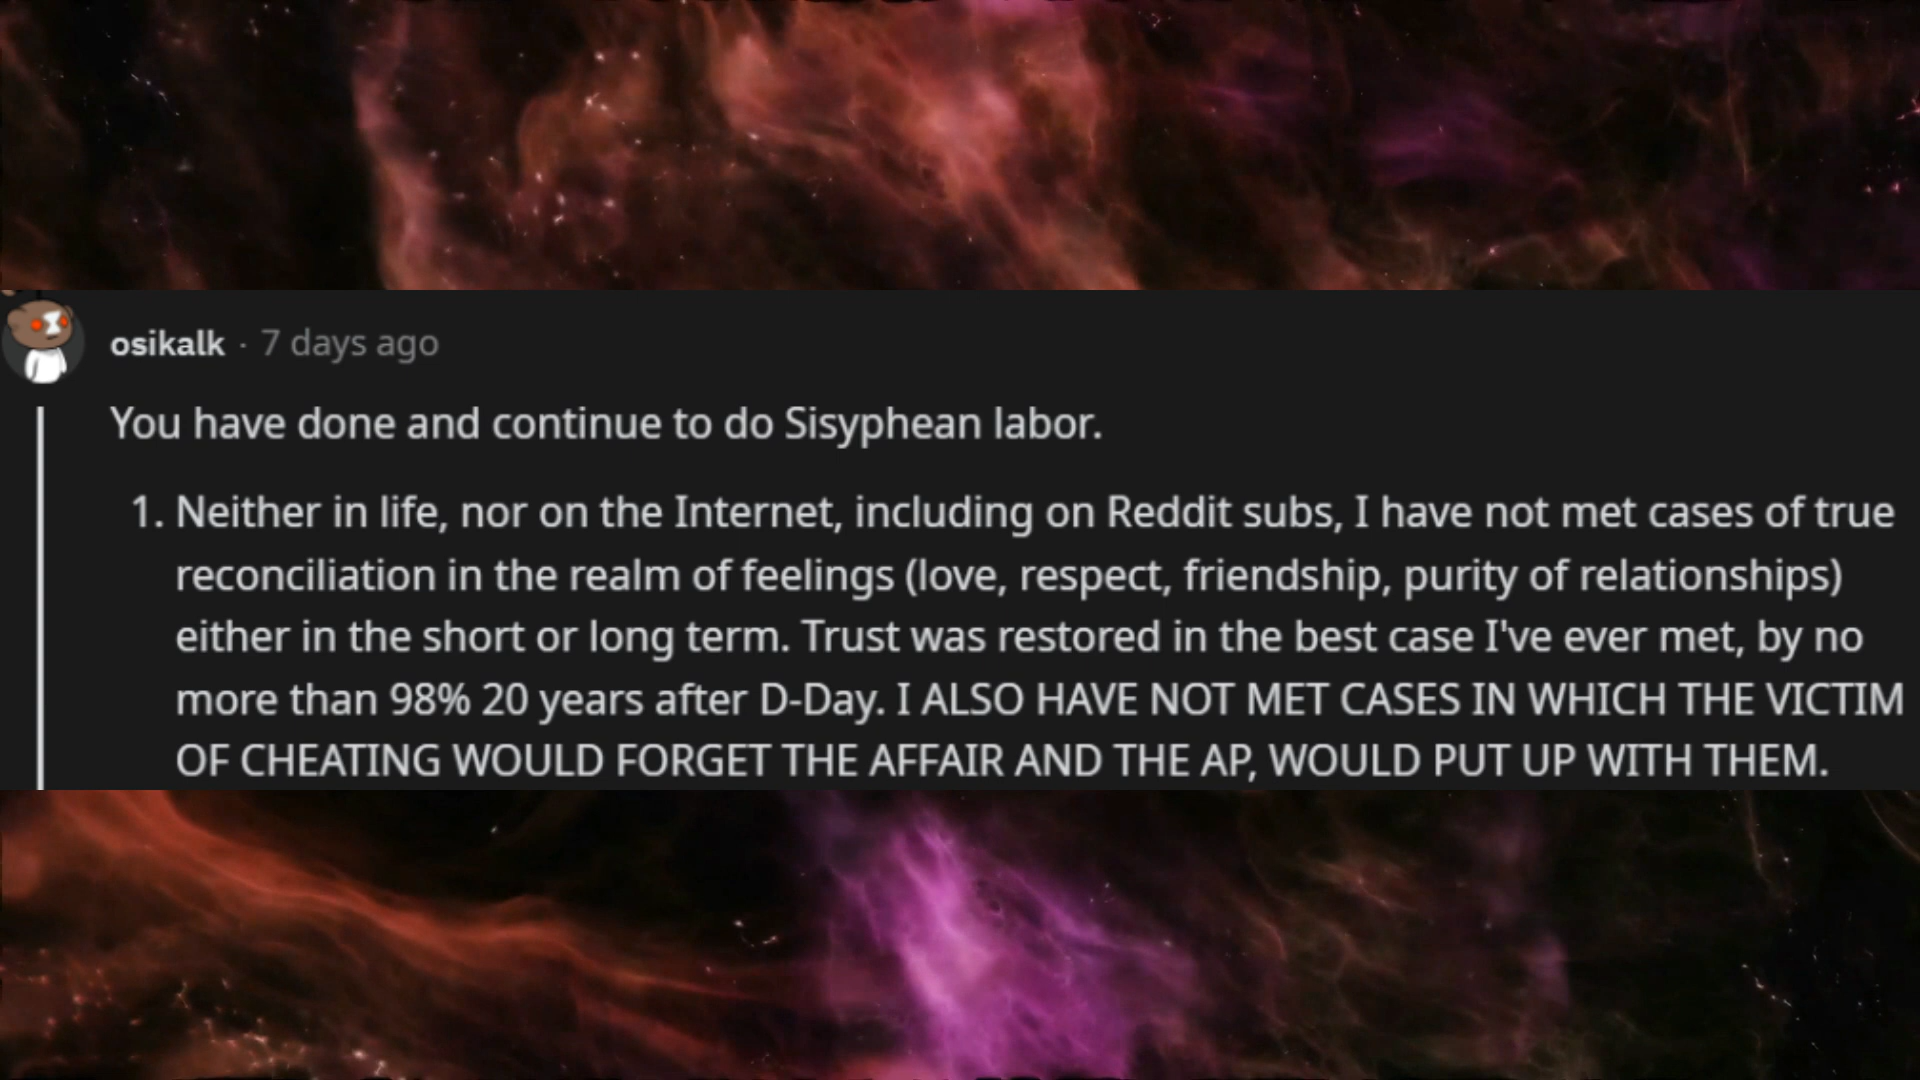 osikalk · 7 days ago
You have done and continue to do Sisyphean labor.
1. Neither in life, nor on the Internet, including on Reddit subs, I have not met cases of true
reconciliation in the realm of feelings (love, respect, friendship, purity of relationships)
either in the short or long term. Trust was restored in the best case I've ever met, by no
more than 98% 20 years after D-Day. I ALSO HAVE NOT MET CASES IN WHICH THE VICTIM
OF CHEATING WOULD FORGET THE AFFAIR AND THE AP, WOULD PUT UP WITH THEM.